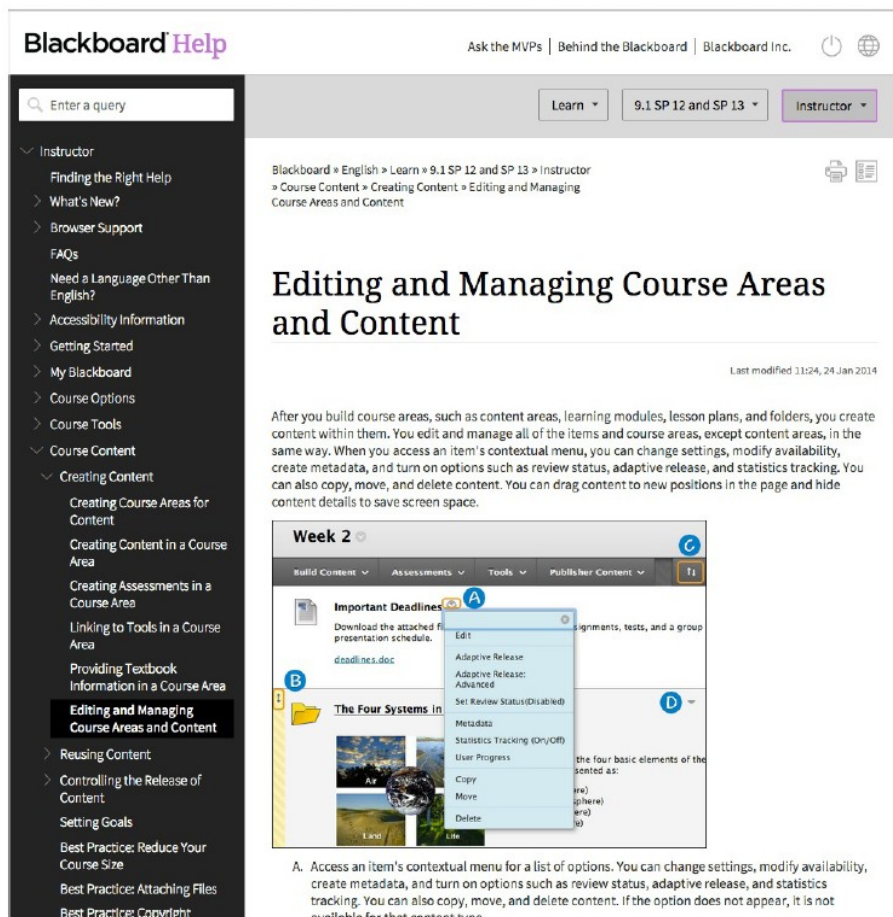 Blackboard Help
Ask the MVPs | Behind the Blackboard | Blackboard Inc.
Enter a query
Learn
9.1 SP 12 and SP 13
Instructor
Instructor
Finding the Right Help
What's New?
Browser Support
FAQs
Need a Language Other Than
English?
Accessibility Information
Getting Started
My Blackboard
Course Options
Course Tools
Course Content
Creating Content
Creating Course Areas for
Content
Creating Content in a Course
Area
Creating Assessments in a
Course Area
Linking to Tools in a Course
Area
Providing Textbook
Information in a Course Area
Editing and Managing
Course Areas and Content
Reusing Content
Controlling the Release of
Content
Setting Goals
Best Practice: Reduce Your
Course Size
Best Practice: Attaching Files
Best Practice: Copyright
Blackboard » English » Learn » 9.1 SP 12 and SP 13 » Instructor
» Course Content » Creating Content » Editing and Managing
Course Areas and Content
Editing and Managing Course Areas
and Content
Last modified 11:24, 24 Jan 2014
After you build course areas, such as content areas, learning modules, lesson plans, and folders, you create
content within them. You edit and manage all of the items and course areas, except content areas, in the
same way. When you access an item's contextual menu, you can change settings, modify availability,
create metadata, and turn on options such as review status, adaptive release, and statistics tracking. You
can also copy, move, and delete content. You can drag content to new positions in the page and hide
content details to save screen space.
Week 2
C
Build Content
Assessments
Tools
Publisher Content
A
Important Deadlines
Download the attached
signments, tests, and a group
presentation schedule.
deadlines.doc
B
The Four Systems in
D
Edit
Adaptive Release
Adaptive Release:
Advanced
Set Review Status(Disabled)
Metadata
Statistics Tracking (On/Off)
User Progress
Copy
Move
Delete
the four basic elements of the
sented as:
Air
Land
Life
A. Access an item's contextual menu for a list of options. You can change settings, modify availability,
create metadata, and turn on options such as review status, adaptive release, and statistics
tracking. You can also copy, move, and delete content. If the option does not appear, it is not
available for that content type.